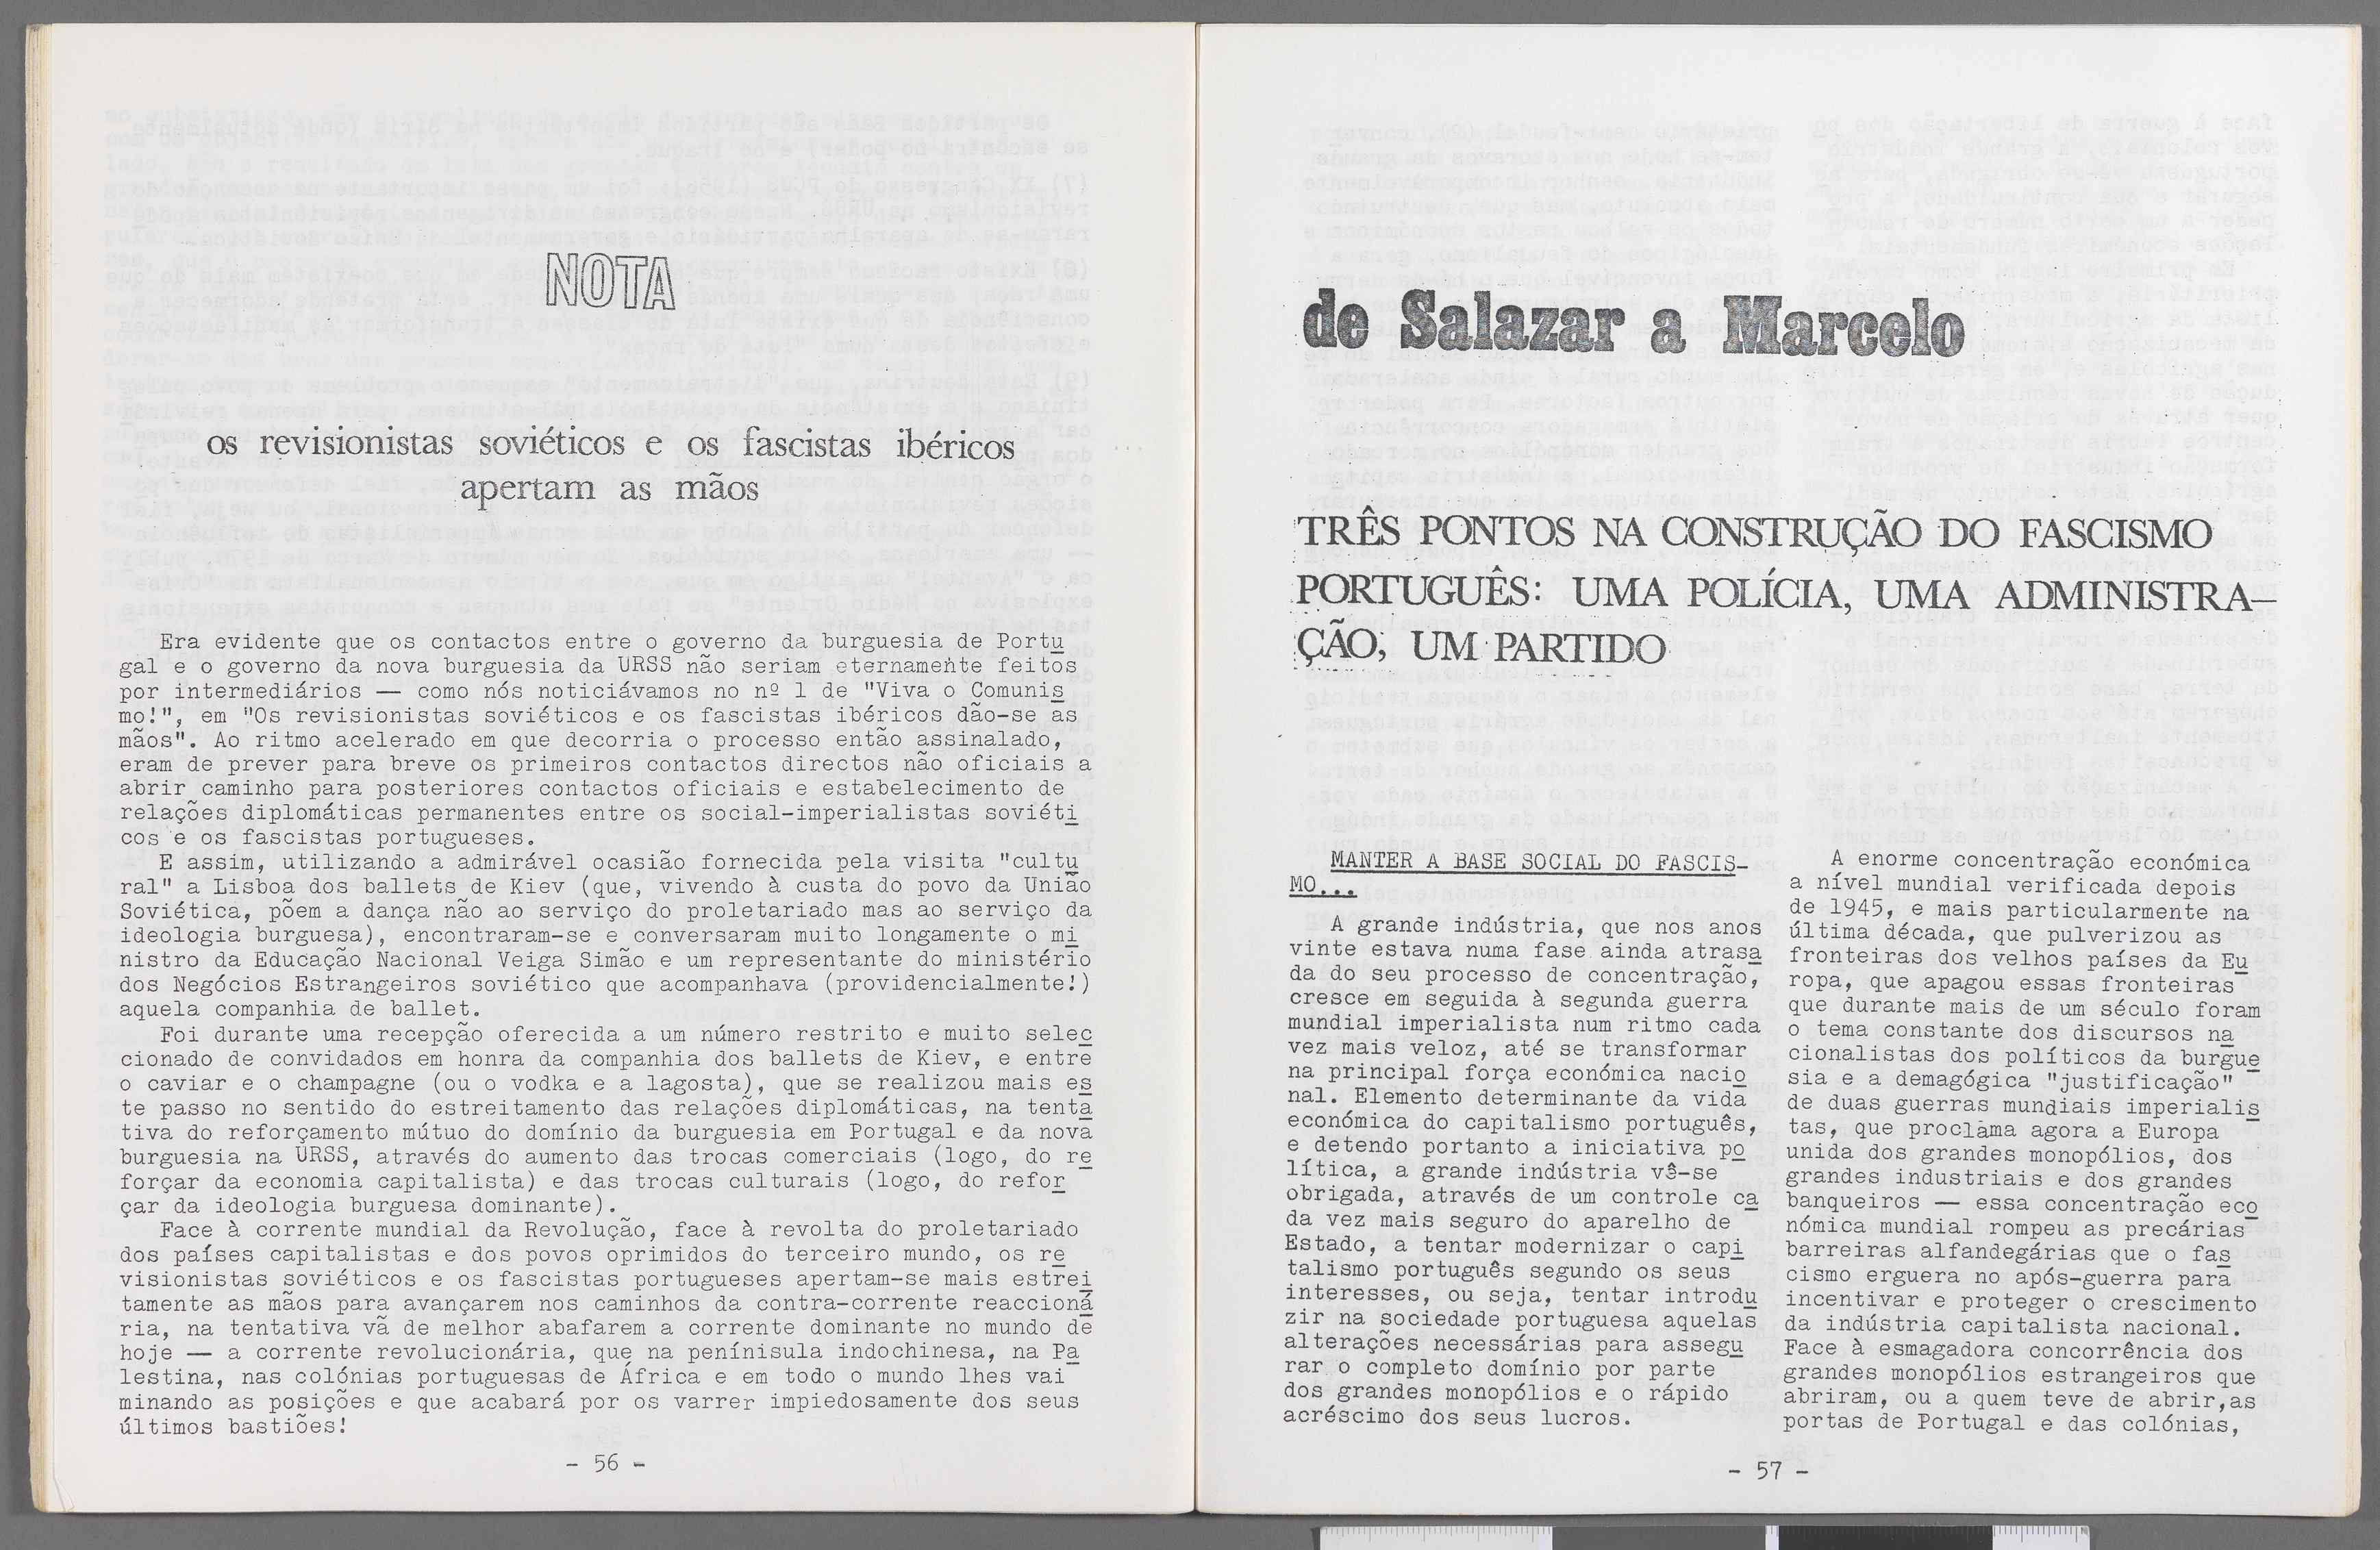 NOTA
os revisionistas soviéticos e os fascistas ibéricos
apertam as mãos
Era evidente que os contactos entre o governo da burguesia de Portu
gal e o governo da nova burguesia da URSS não seriam eternamente feitos
por intermediários — como nós noticiávamos no nº 1 de "Viva o Comunis
mo!", em "Os revisionistas soviéticos e os fascistas ibéricos dão-se as
mãos". Ao ritmo acelerado em que decorria o processo então assinalado,
eram de prever para breve os primeiros contactos directos não oficiais a
abrir caminho para posteriores contactos oficiais e estabelecimento de
relações diplomáticas permanentes entre os social-imperialistas soviéti
cos e os fascistas portugueses.
E assim, utilizando a admirável ocasião fornecida pela visita "cultu
ral" a Lisboa dos ballets de Kiev (que, vivendo à custa do povo da União
Soviética, põem a dança não ao serviço do proletariado mas ao serviço da
ideologia burguesa), encontraram-se e conversaram muito longamente o mi
nistro da Educação Nacional Veiga Simão e um representante do ministério
dos Negócios Estrangeiros soviético que acompanhava (providencialmente!)
aquela companhia de ballet.
Foi durante uma recepção oferecida a um número restrito e muito selec
cionado de convidados em honra da companhia dos ballets de Kiev, e entre
o caviar e o champagne (ou o vodka e a lagosta), que se realizou mais es
te passo no sentido do estreitamento das relações diplomáticas, na tenta
tiva do reforçamento mútuo do domínio da burguesia em Portugal e da nova
burguesia na URSS, através do aumento das trocas comerciais (logo, do re
forçar da economia capitalista) e das trocas culturais (logo, do refor
çar da ideologia burguesa dominante).
Face à corrente mundial da Revolução, face à revolta do proletariado
dos países capitalistas e dos povos oprimidos do terceiro mundo, os re
visionistas soviéticos e os fascistas portugueses apertam-se mais estrei
tamente as mãos para avançarem nos caminhos da contra-corrente reaccioná
ria, na tentativa vã de melhor abafarem a corrente dominante no mundo de
hoje — a corrente revolucionária, que na penínisula indochinesa, na Pa
lestina, nas colónias portuguesas de África e em todo o mundo lhes vai
minando as posições e que acabará por os varrer impiedosamente dos seus
últimos bastiões!
- 56 -
de Salazar a Marcelo
TRÊS PONTOS NA CONSTRUÇÃO DO FASCISMO
PORTUGUÊS: UMA POLÍCIA, UMA ADMINISTRA-
ÇÃO, UM PARTIDO
MANTER A BASE SOCIAL DO FASCIS-
MO...
A grande indústria, que nos anos
vinte estava numa fase ainda atrasa
da do seu processo de concentração,
cresce em seguida à segunda guerra
mundial imperialista num ritmo cada
vez mais veloz, até se transformar
na principal força económica nacio
nal. Elemento determinante da vida
económica do capitalismo português,
e detendo portanto a iniciativa po
lítica, a grande indústria vê-se
obrigada, através de um controle ca
da vez mais seguro do aparelho de
Estado, a tentar modernizar o capi
talismo português segundo os seus
interesses, ou seja, tentar introdu
zir na sociedade portuguesa aquelas
alterações necessárias para assegu
rar o completo domínio por parte
dos grandes monopólios e o rápido
acréscimo dos seus lucros.
A enorme concentração económica
a nível mundial verificada depois
de 1945, e mais particularmente na
última década, que pulverizou as
fronteiras dos velhos países da Eu
ropa, que apagou essas fronteiras
que durante mais de um século foram
o tema constante dos discursos na
cionalistas dos políticos da burgue
sia e a demagógica "justificação"
de duas guerras mundiais imperialis
tas, que proclama agora a Europa
unida dos grandes monopólios, dos
grandes industriais e dos grandes
banqueiros — essa concentração eco
nómica mundial rompeu as precárias
barreiras alfandegárias que o fas
cismo erguera no após-guerra para
incentivar e proteger o crescimento
da indústria capitalista nacional.
Face à esmagadora concorrência dos
grandes monopólios estrangeiros que
abriram, ou a quem teve de abrir,as
portas de Portugal e das colónias,
- 57 -